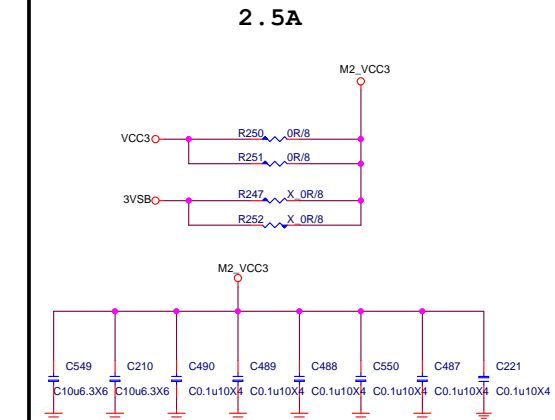 2.5A
M2_VCC3
VCC3 R250 0R/8
R251 0R/8
3VSB R247 X_0R/8
R252 X_0R/8
M2_VCC3
C549 C210 C490 C489 C488 C550 C487 C221
C10u6.3X6 C10u6.3X6 C0.1u10X4 C0.1u10X4 C0.1u10X4 C0.1u10X4 C0.1u10X4 C0.1u10X4